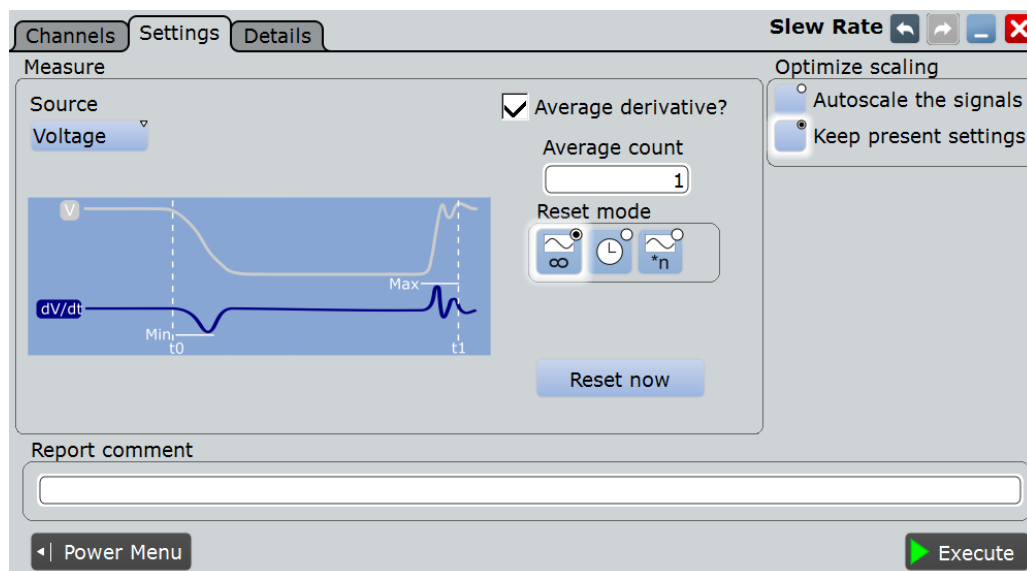 Channels
Settings
Details
Slew Rate
Measure
Source
Voltage
Average derivative?
Average count
1
Reset mode
∞
*n
V
Max
dV/dt
Min
t0
t1
Reset now
Optimize scaling
Autoscale the signals
Keep present settings
Report comment
Power Menu
Execute